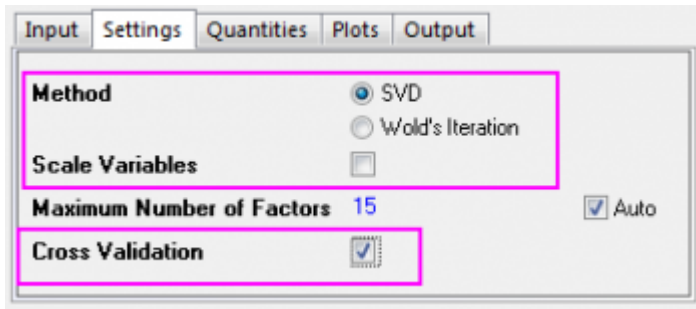 Input Settings Quantities Plots Output
Method SVD
Wold's Iteration
Scale Variables
Maximum Number of Factors 15 Auto
Cross Validation